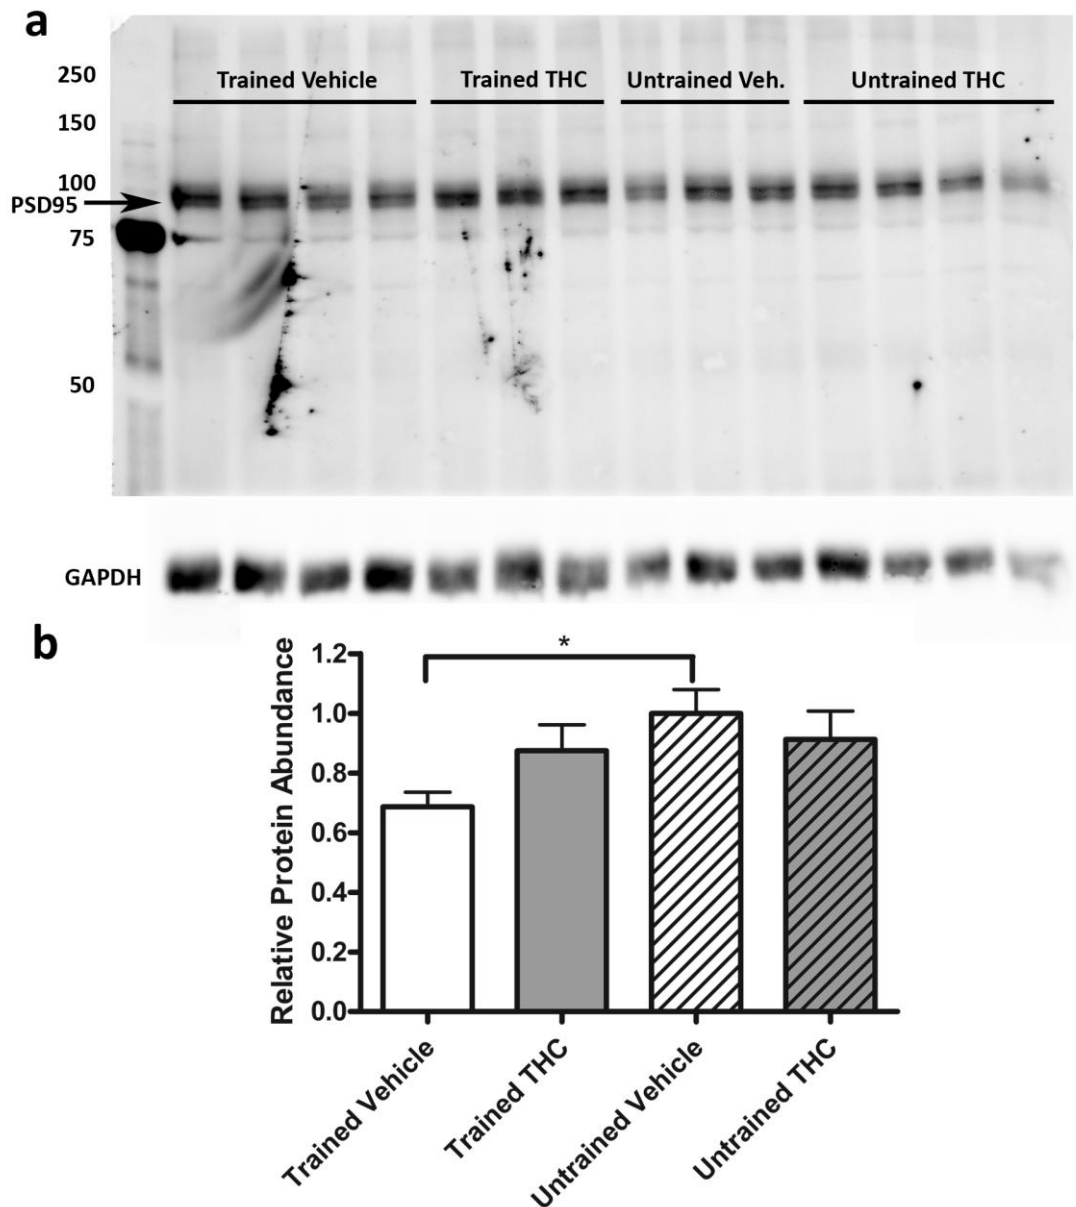 a
Trained Vehicle Trained THC Untrained Veh. Untrained THC
250
150
100
PSD95
75
50
GAPDH
b
*
Relative Protein Abundance
1.2
1.0
0.8
0.6
0.4
0.2
0.0
Trained Vehicle
Trained THC
Untrained Vehicle
Untrained THC